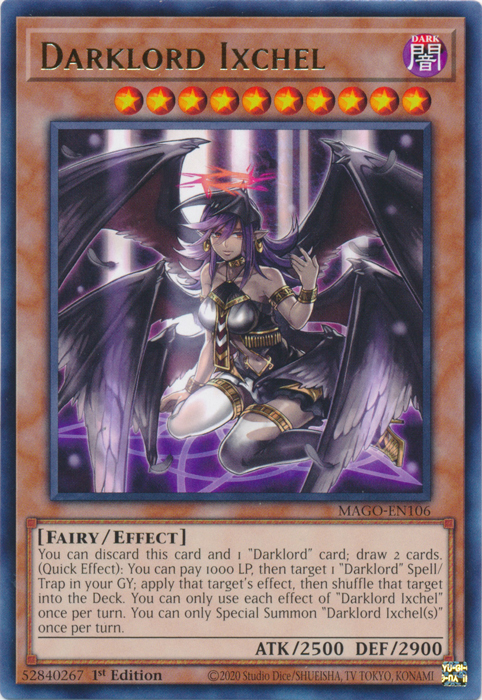 DARKLORD IXCHEL
DARK
闇
MAGO-EN106
[FAIRY/EFFECT]
You can discard this card and 1 "Darklord" card; draw 2 cards.
(Quick Effect): You can pay 1000 LP, then target 1 "Darklord" Spell/
Trap in your GY; apply that target's effect, then shuffle that target
into the Deck. You can only use each effect of "Darklord Ixchel"
once per turn. You can only Special Summon "Darklord Ixchel(s)"
once per turn.
ATK/2500 DEF/2900
52840267 1st Edition ©2020 Studio Dice/SHUEISHA, TV TOKYO, KONAMI